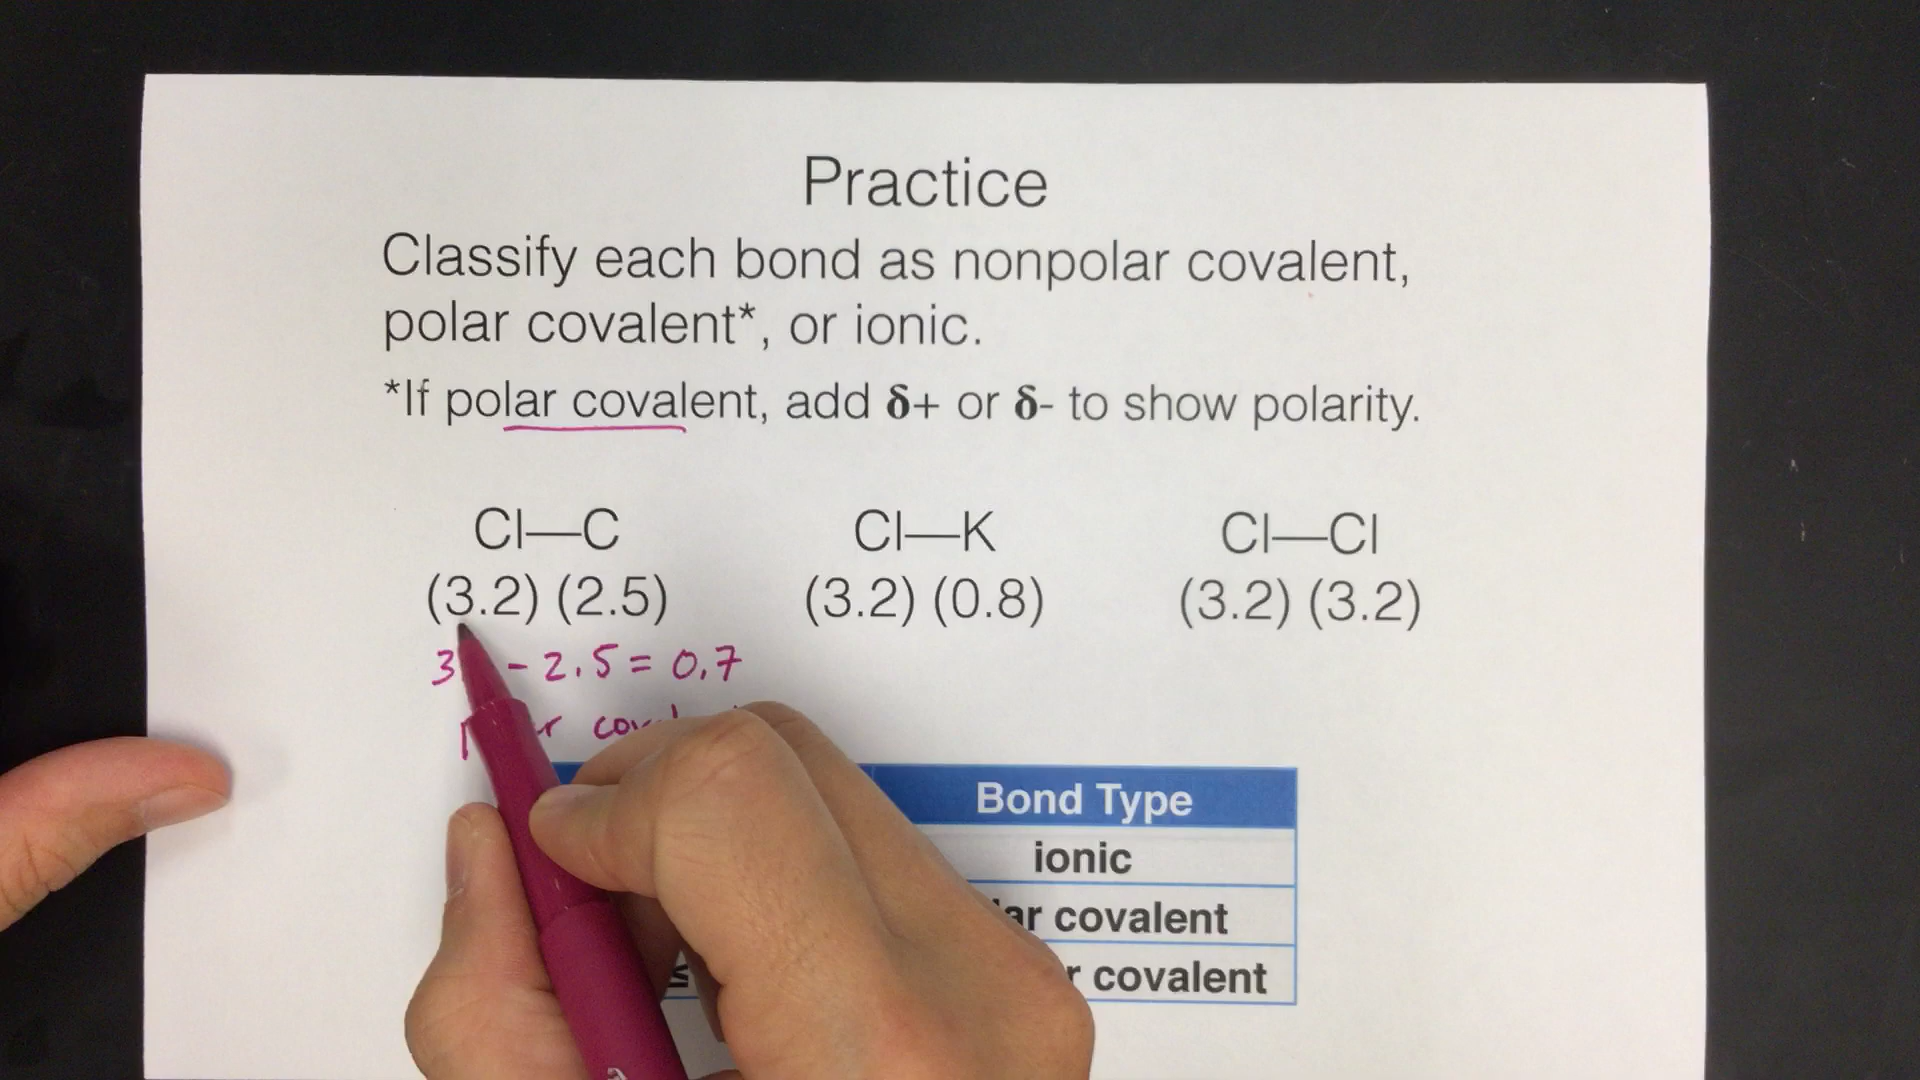 Practice
Classify each bond as nonpolar covalent,
polar covalent*, or ionic.
*If polar covalent, add δ+ or δ- to show polarity.
Cl—C Cl—K Cl—Cl
(3.2) (2.5) (3.2) (0.8) (3.2) (3.2)
3 - 2.5 = 0.7
Bond Type
ionic
covalent
≤ covalent